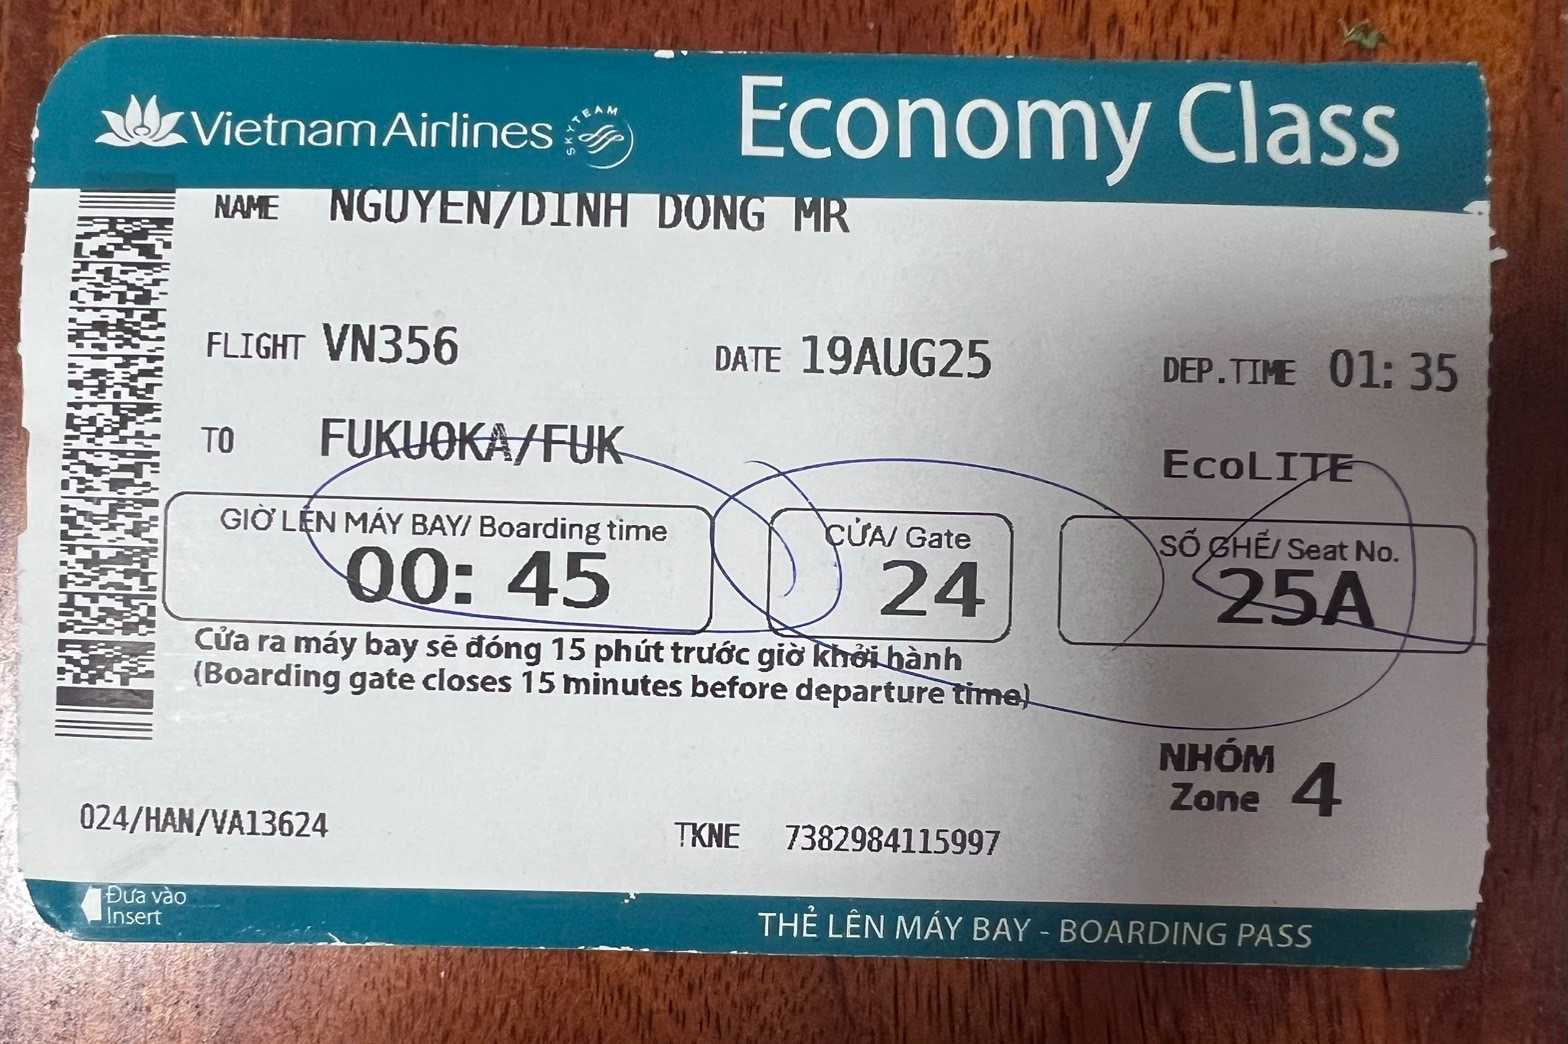 Vietnam Airlines SKYTEAM Economy Class
NAME NGUYEN/DINH DONG MR
FLIGHT VN356 DATE 19AUG25 DEP.TIME 01:35
TO FUKUOKA/FUK
EcoLITE
GIỜ LÊN MÁY BAY/ Boarding time CỬA/ Gate SỐ GHẾ/ Seat No.
00:45 24 25A
Cửa ra máy bay sẽ đóng 15 phút trước giờ khởi hành
(Boarding gate closes 15 minutes before departure time)
NHÓM
Zone 4
024/HAN/VA13624 TKNE 7382984115997
Đưa vào
Insert
THẺ LÊN MÁY BAY - BOARDING PASS